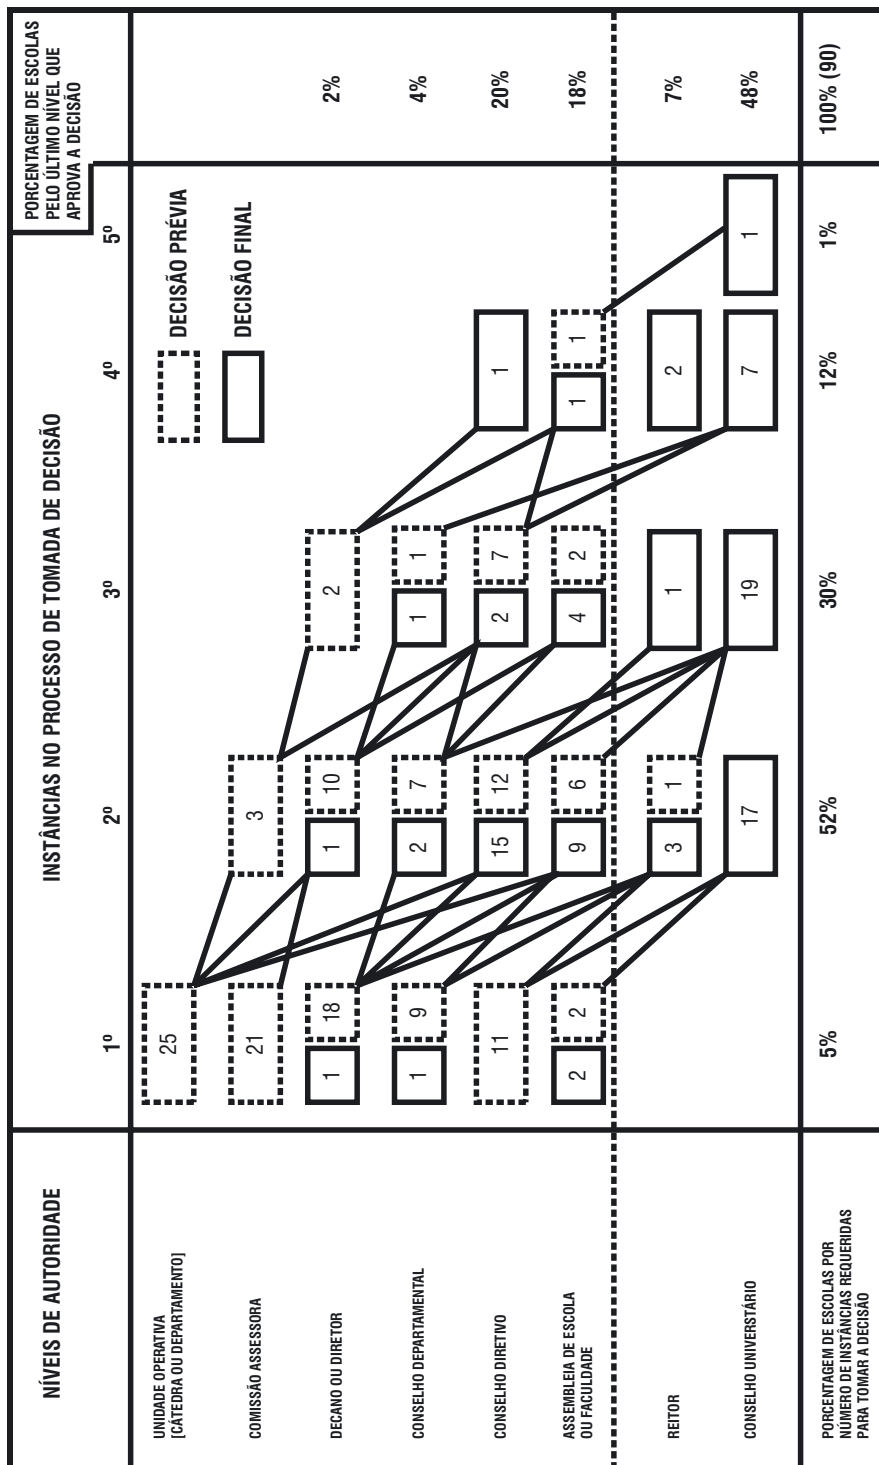 NÍVEIS DE AUTORIDADE
INSTÂNCIAS NO PROCESSO DE TOMADA DE DECISÃO
PORCENTAGEM DE ESCOLAS
PELO ÚLTIMO NÍVEL QUE
APROVA A DECISÃO
1º
2º
3º
4º
5º
DECISÃO PRÉVIA
DECISÃO FINAL
UNIDADE OPERATIVA
[CÁTEDRA OU DEPARTAMENTO]
25
COMISSÃO ASSESSORA
21
3
DECANO OU DIRETOR
1
18
1
10
2
2%
CONSELHO DEPARTAMENTAL
1
9
2
7
1
1
4%
CONSELHO DIRETIVO
11
15
12
2
7
1
20%
ASSEMBLEIA DE ESCOLA
OU FACULDADE
2
2
9
6
4
2
1
1
18%
REITOR
3
1
1
2
7%
CONSELHO UNIVERSTÁRIO
17
19
7
1
48%
PORCENTAGEM DE ESCOLAS POR
NÚMERO DE INSTÂNCIAS REQUERIDAS
PARA TOMAR A DECISÃO
5%
52%
30%
12%
1%
100% (90)